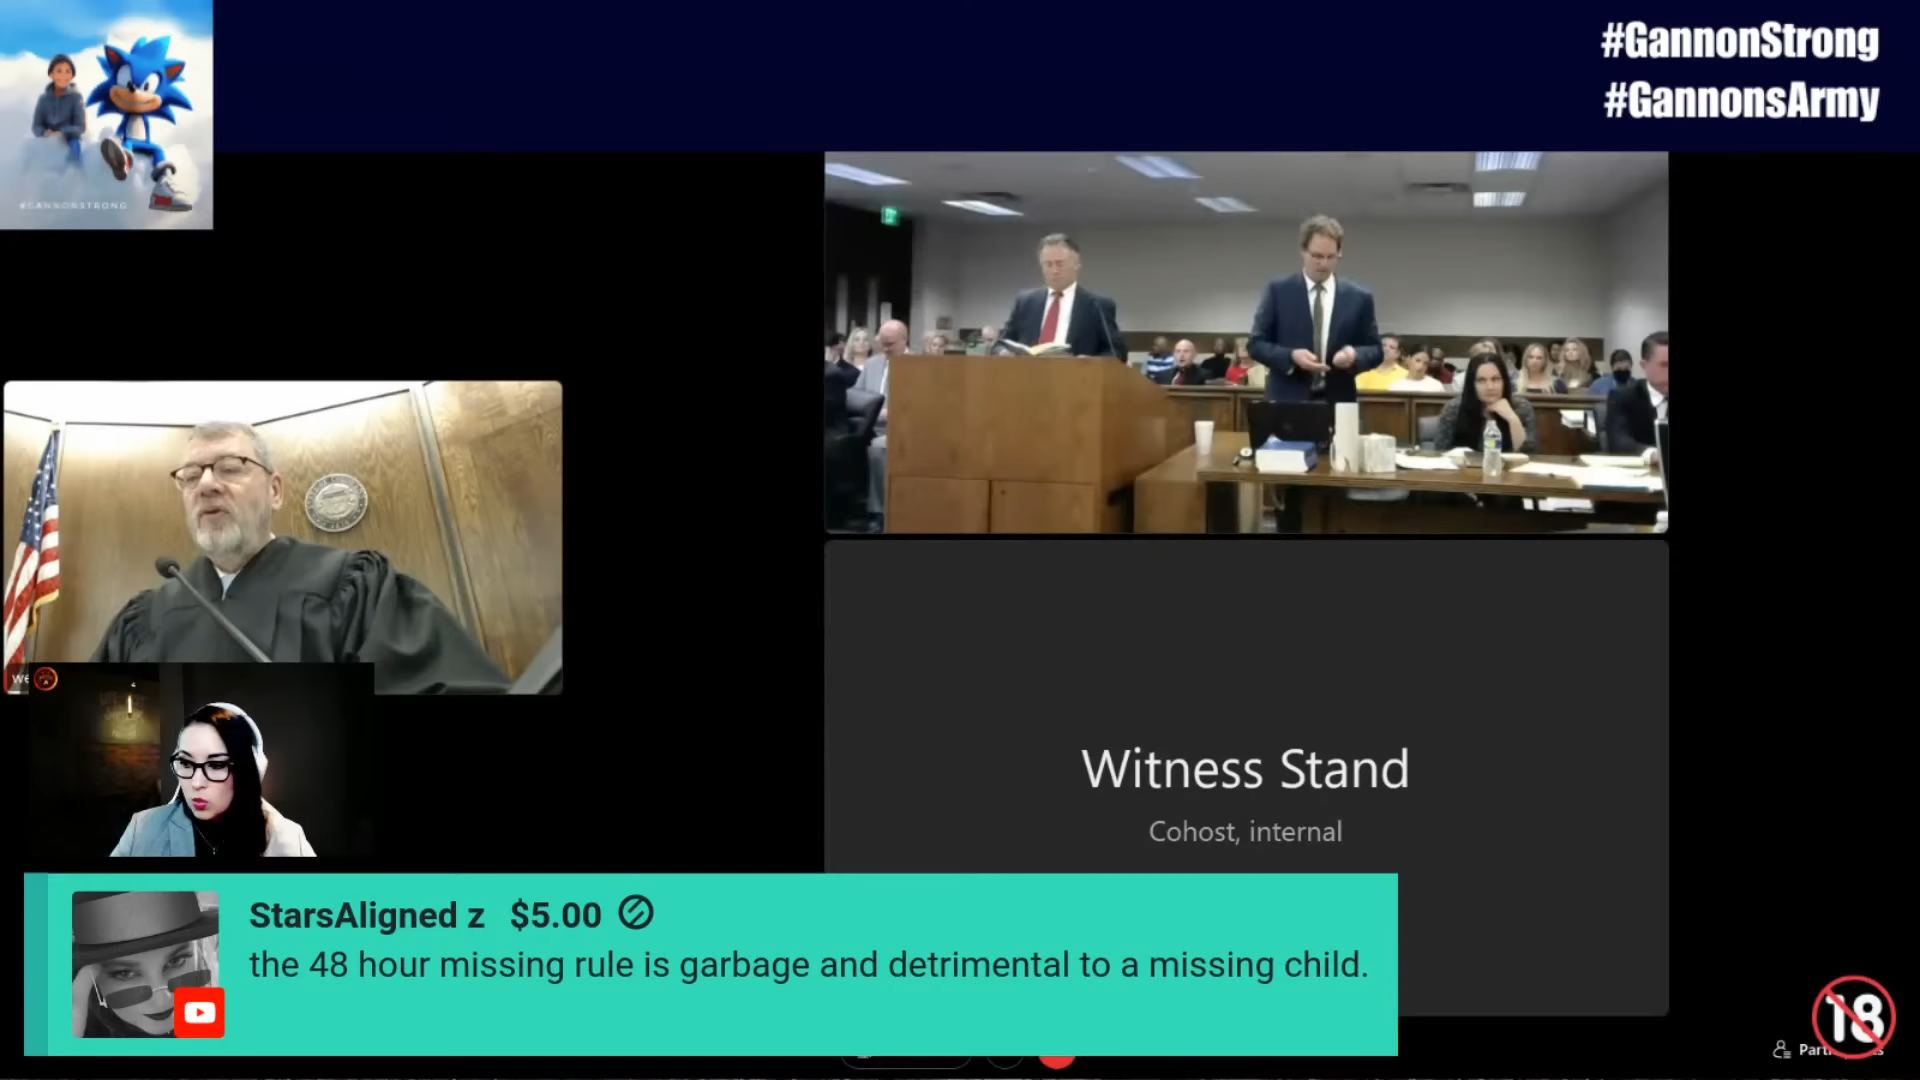 #GannonStrong
#GannonsArmy
#GANNONSTRONG
Witness Stand
Cohost, internal
StarsAligned z $5.00
the 48 hour missing rule is garbage and detrimental to a missing child.
18